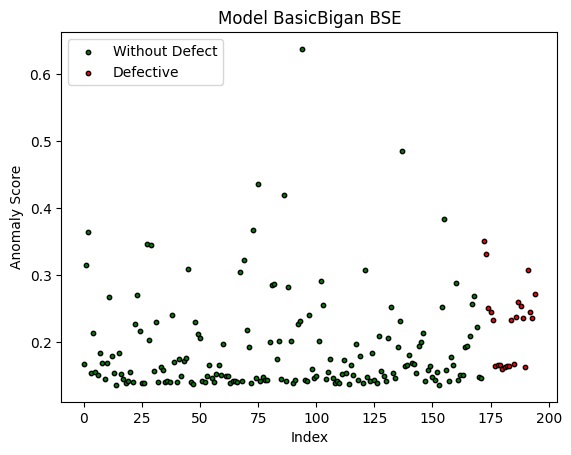 Model BasicBigan BSE
Without Defect
Defective
Anomaly Score
0.6
0.5
0.4
0.3
0.2
0 25 50 75 100 125 150 175 200
Index